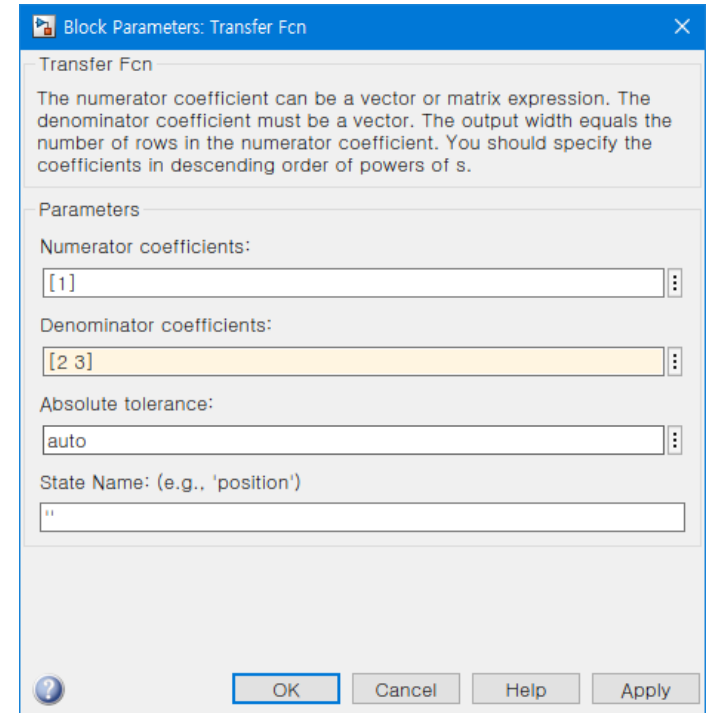 Block Parameters: Transfer Fcn
Transfer Fcn
The numerator coefficient can be a vector or matrix expression. The
denominator coefficient must be a vector. The output width equals the
number of rows in the numerator coefficient. You should specify the
coefficients in descending order of powers of s.
Parameters
Numerator coefficients:
[1]
Denominator coefficients:
[2 3]
Absolute tolerance:
auto
State Name: (e.g., 'position')
''
OK Cancel Help Apply